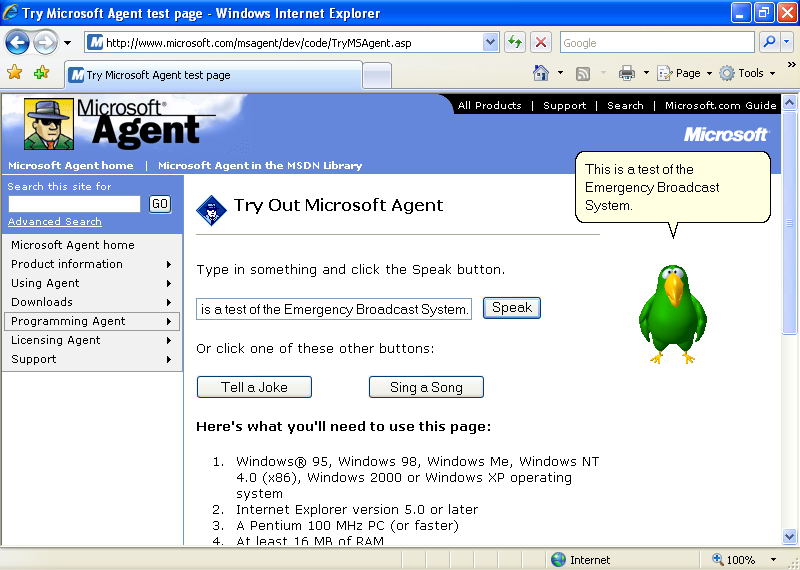 Try Microsoft Agent test page - Windows Internet Explorer
http://www.microsoft.com/msagent/dev/code/TryMSAgent.asp
Google
Try Microsoft Agent test page
Page
Tools
Microsoft®
Agent
All Products | Support | Search | Microsoft.com Guide
Microsoft
Microsoft Agent home | Microsoft Agent in the MSDN Library
Search this site for
GO
Advanced Search
Microsoft Agent home
Product information
Using Agent
Downloads
Programming Agent
Licensing Agent
Support
Try Out Microsoft Agent
This is a test of the
Emergency Broadcast
System.
Type in something and click the Speak button.
is a test of the Emergency Broadcast System.
Speak
Or click one of these other buttons:
Tell a Joke
Sing a Song
Here's what you'll need to use this page:
1. Windows® 95, Windows 98, Windows Me, Windows NT
4.0 (x86), Windows 2000 or Windows XP operating
system
2. Internet Explorer version 5.0 or later
3. A Pentium 100 MHz PC (or faster)
4. At least 16 MB of RAM
Internet
100%